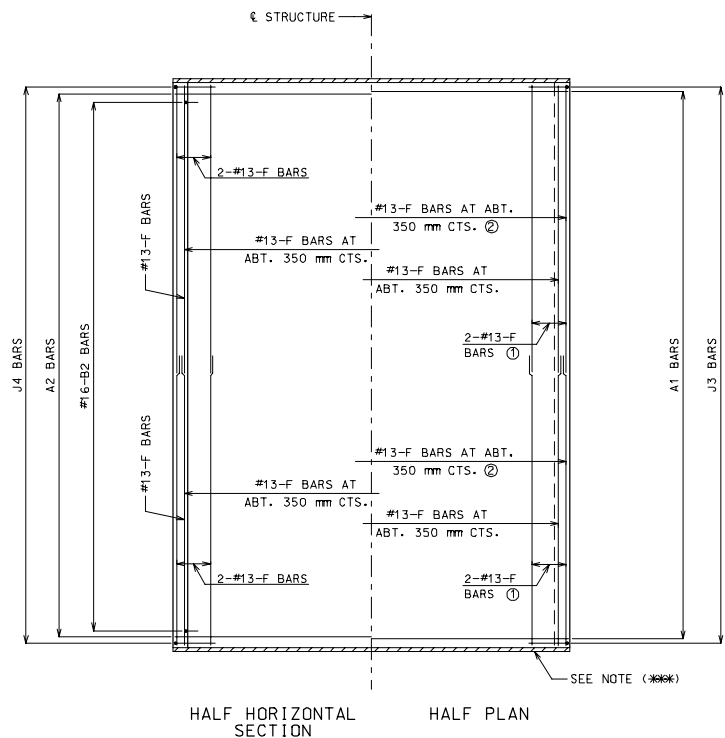 ℄ STRUCTURE
2-#13-F BARS
#13-F BARS AT ABT.
350 mm CTS. ②
#13-F BARS AT
ABT. 350 mm CTS.
#13-F BARS AT
ABT. 350 mm CTS.
#13-F BARS
2-#13-F
BARS ①
J4 BARS
A2 BARS
#16-B2 BARS
A1 BARS
J3 BARS
#13-F BARS
#13-F BARS AT ABT.
350 mm CTS. ②
#13-F BARS AT
ABT. 350 mm CTS.
#13-F BARS AT
ABT. 350 mm CTS.
2-#13-F BARS
2-#13-F
BARS ①
SEE NOTE (***)
HALF HORIZONTAL
SECTION
HALF PLAN